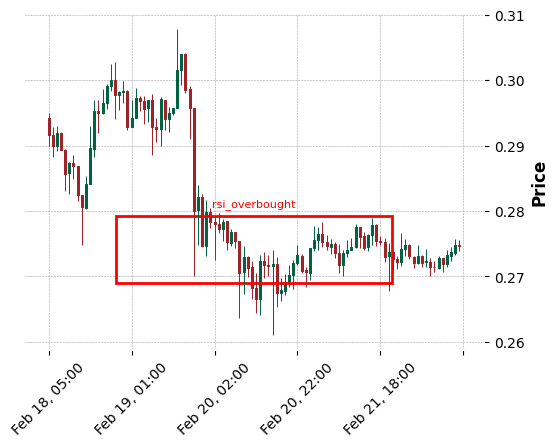 0.31
0.30
0.29
rsi_overbought
0.28
0.27
0.26
Price
Feb 18, 05:00
Feb 19, 01:00
Feb 20, 02:00
Feb 20, 22:00
Feb 21, 18:00